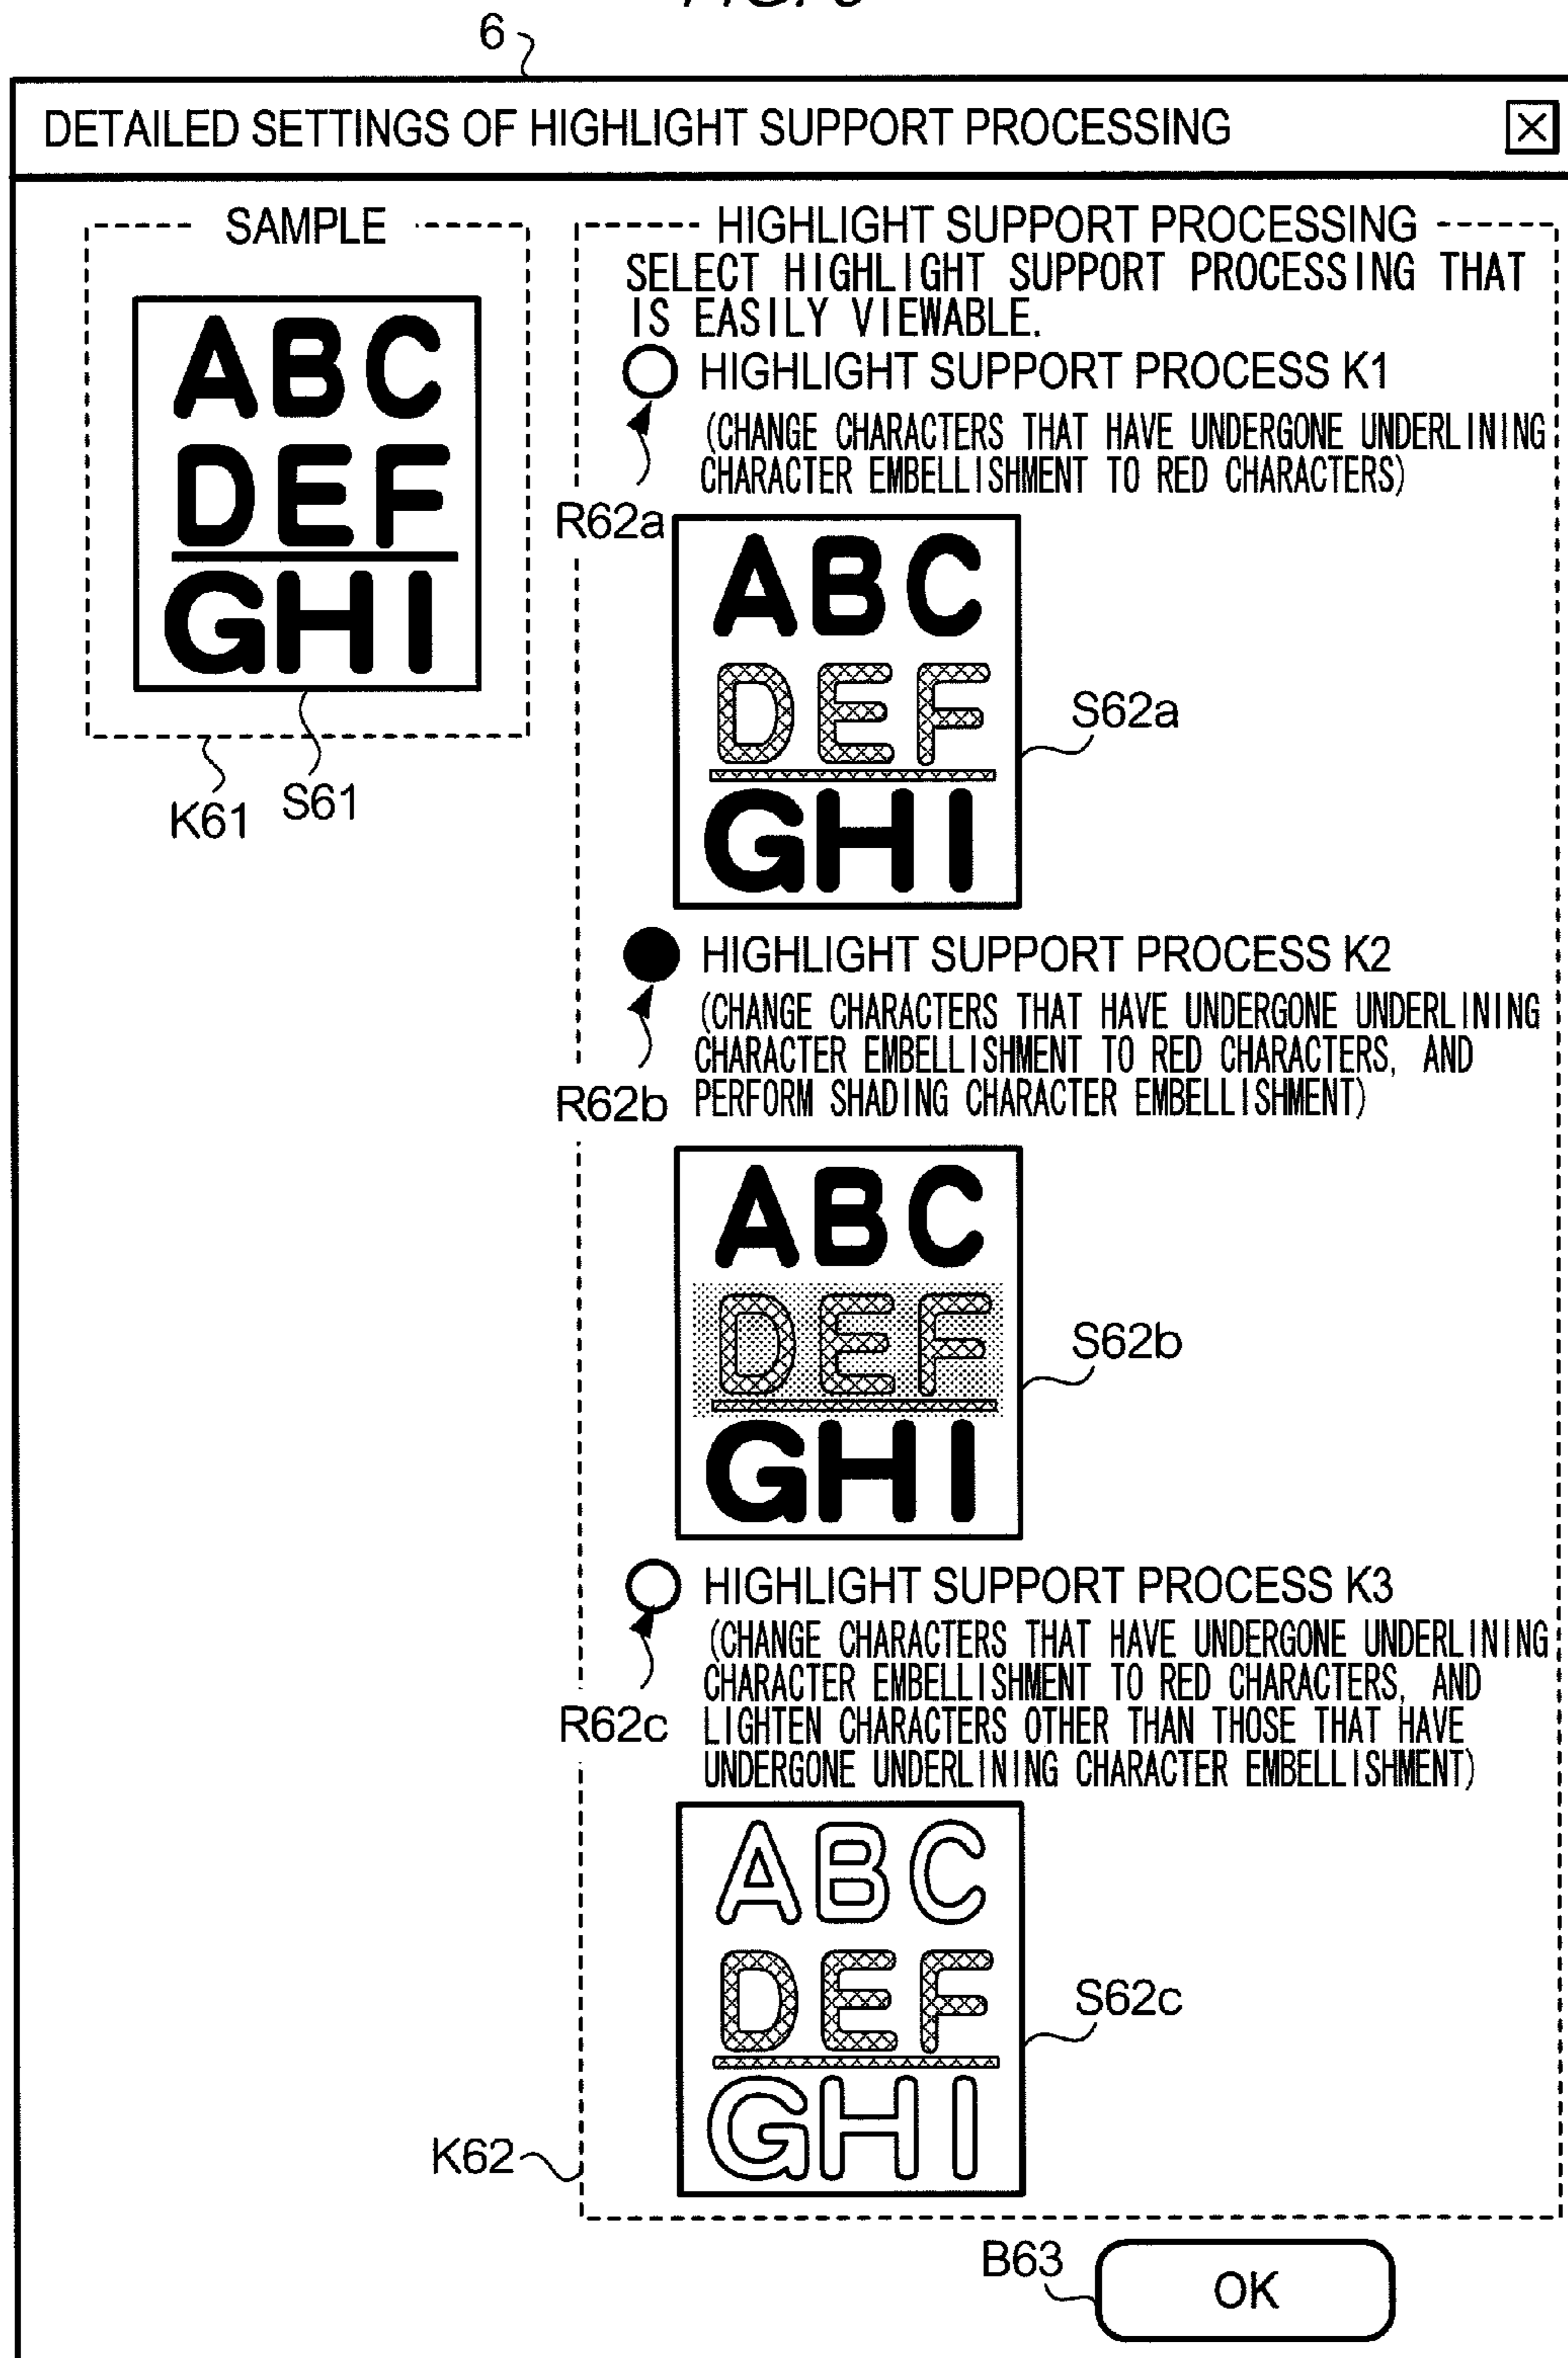 6
DETAILED SETTINGS OF HIGHLIGHT SUPPORT PROCESSING
SAMPLE
ABC
DEF
GHI
K61
S61
HIGHLIGHT SUPPORT PROCESSING
SELECT HIGHLIGHT SUPPORT PROCESSING THAT
IS EASILY VIEWABLE.
HIGHLIGHT SUPPORT PROCESS K1
(CHANGE CHARACTERS THAT HAVE UNDERGONE UNDERLINING
CHARACTER EMBELLISHMENT TO RED CHARACTERS)
R62a
ABC
DEF
GHI
S62a
HIGHLIGHT SUPPORT PROCESS K2
(CHANGE CHARACTERS THAT HAVE UNDERGONE UNDERLINING
CHARACTER EMBELLISHMENT TO RED CHARACTERS, AND
PERFORM SHADING CHARACTER EMBELLISHMENT)
R62b
ABC
DEF
GHI
S62b
HIGHLIGHT SUPPORT PROCESS K3
(CHANGE CHARACTERS THAT HAVE UNDERGONE UNDERLINING
CHARACTER EMBELLISHMENT TO RED CHARACTERS, AND
LIGHTEN CHARACTERS OTHER THAN THOSE THAT HAVE
UNDERGONE UNDERLINING CHARACTER EMBELLISHMENT)
R62c
ABC
DEF
GHI
S62c
K62
B63
OK